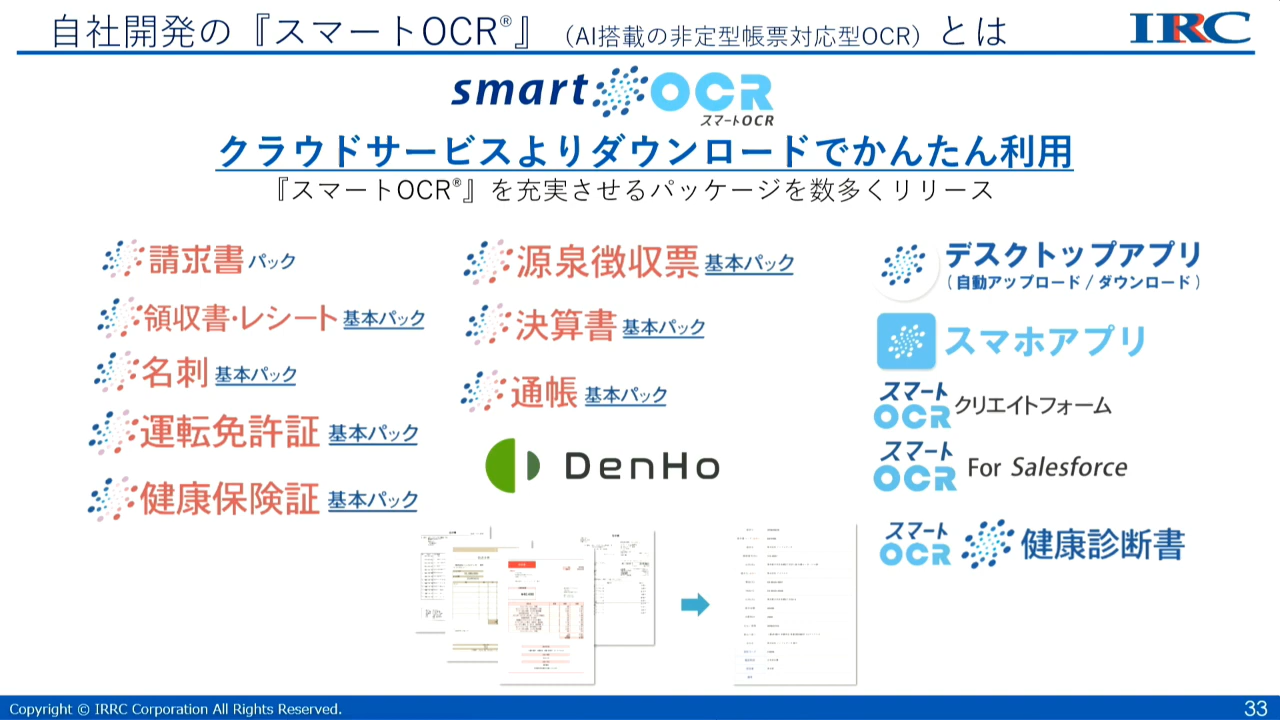 自社開発の『スマートOCR®』（AI搭載の非定型帳票対応型OCR）とは
IRC
smart OCR
スマートOCR
クラウドサービスよりダウンロードでかんたん利用
『スマートOCR®』を充実させるパッケージを数多くリリース
請求書パック
領収書・レシート基本パック
名刺基本パック
運転免許証基本パック
健康保険証基本パック
源泉徴収票基本パック
決算書基本パック
通帳基本パック
DenHo
デスクトップアプリ
（自動アップロード / ダウンロード）
スマホアプリ
スマート
OCR クリエイトフォーム
スマート
OCR For Salesforce
スマート
OCR 健康診断書
Copyright © IRRC Corporation All Rights Reserved.
33